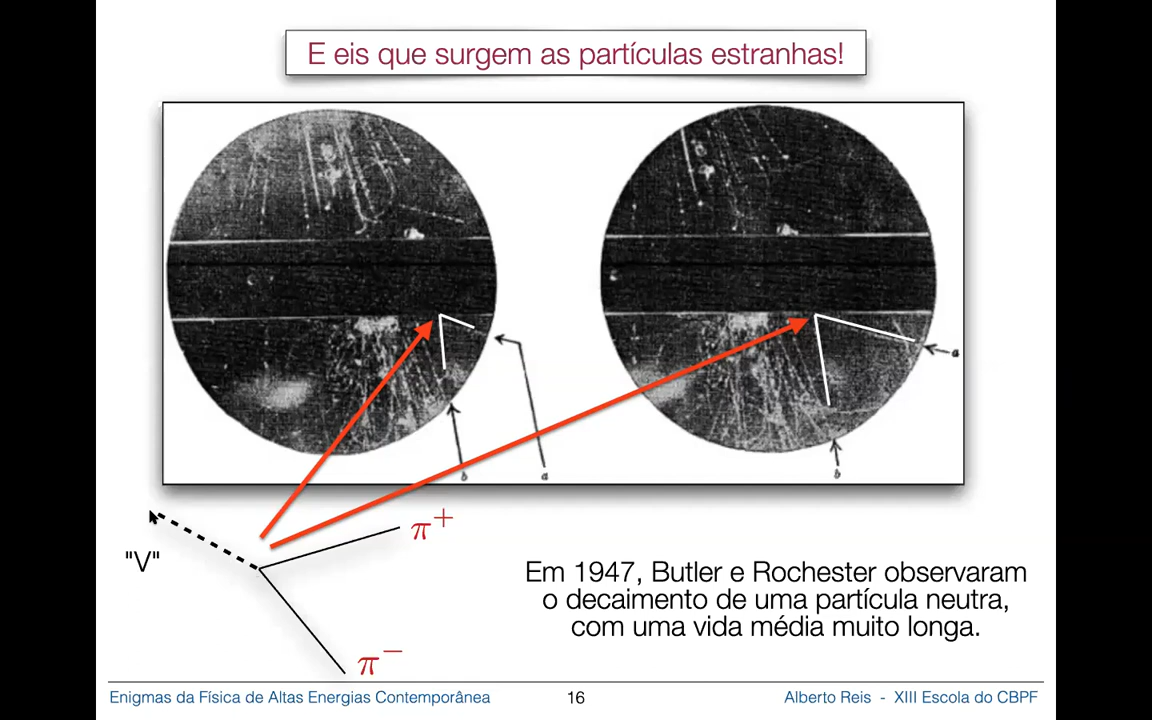 E eis que surgem as partículas estranhas!
a
b
a
b
"V"
π+
π−
Em 1947, Butler e Rochester observaram
o decaimento de uma partícula neutra,
com uma vida média muito longa.
Enigmas da Física de Altas Energias Contemporânea
16
Alberto Reis - XIII Escola do CBPF